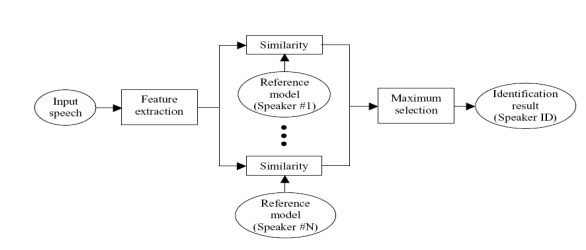 Input
speech
Feature
extraction
Similarity
Reference
model
(Speaker #1)
Similarity
Reference
model
(Speaker #N)
Maximum
selection
Identification
result
(Speaker ID)